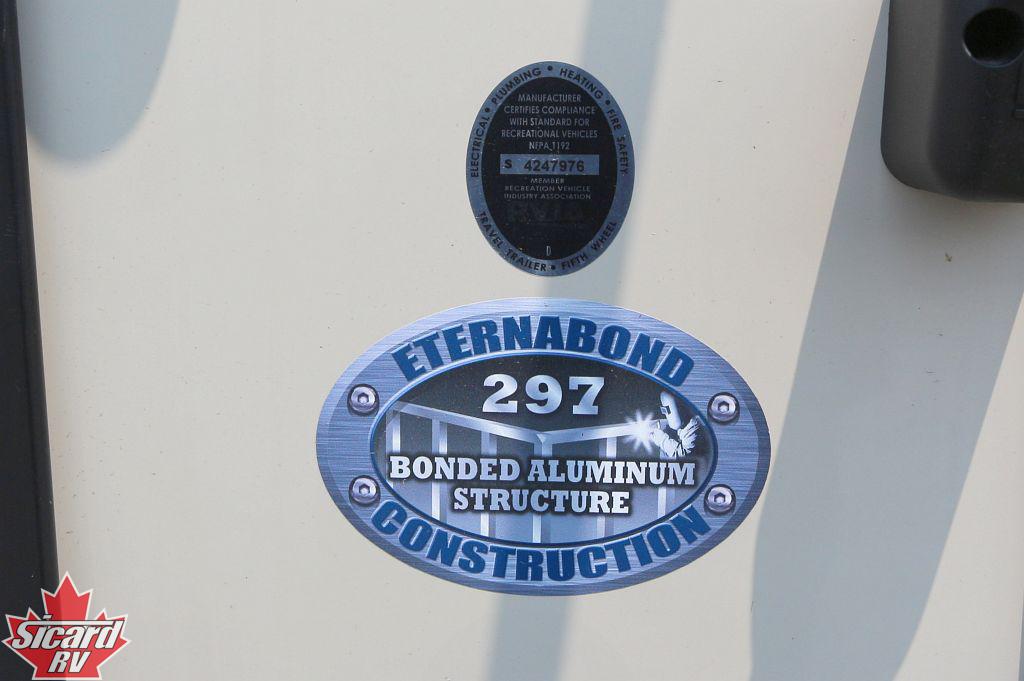 ELECTRICAL • PLUMBING • HEATING • FIRE SAFETY
MANUFACTURER
CERTIFIES COMPLIANCE
WITH STANDARD FOR
RECREATIONAL VEHICLES
NFPA 1192
S 4247976
MEMBER
RECREATION VEHICLE
INDUSTRY ASSOCIATION
D
TRAVEL TRAILER • FIFTH WHEEL
ETERNABOND
297
BONDED ALUMINUM
STRUCTURE
CONSTRUCTION
Sicard
RV